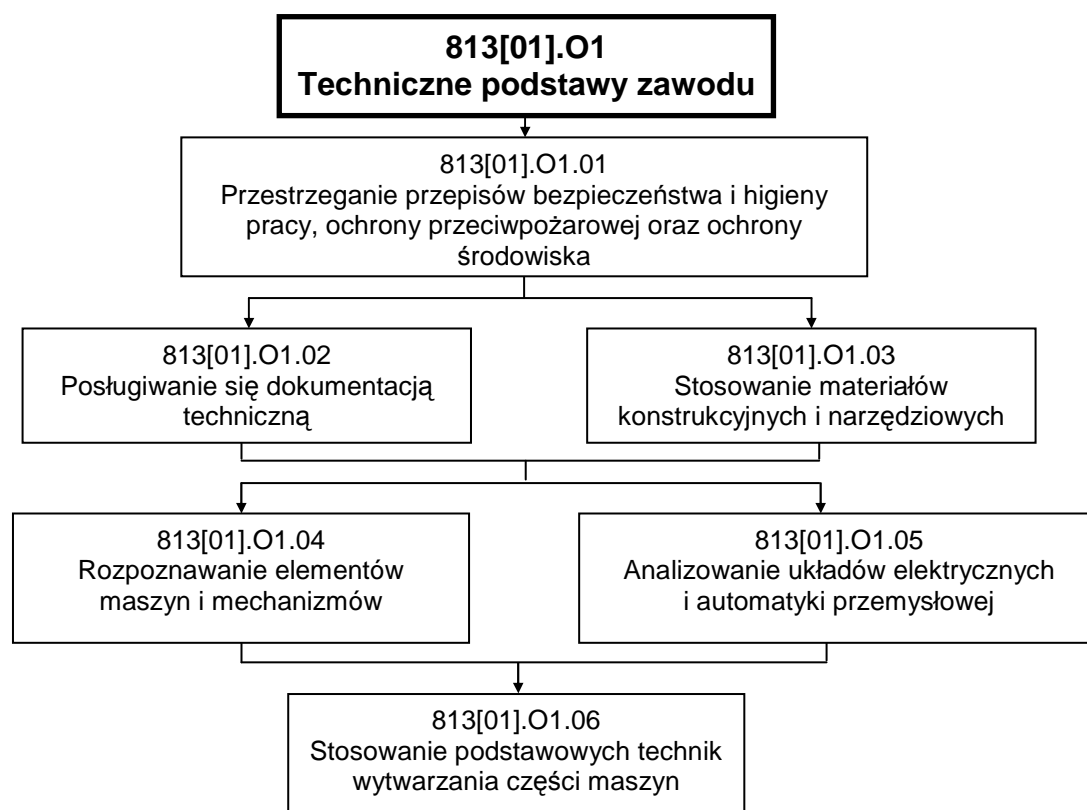 813[01].O1
Techniczne podstawy zawodu
813[01].O1.01
Przestrzeganie przepisów bezpieczeństwa i higieny
pracy, ochrony przeciwpożarowej oraz ochrony
środowiska
813[01].O1.02
Posługiwanie się dokumentacją
techniczną
813[01].O1.03
Stosowanie materiałów
konstrukcyjnych i narzędziowych
813[01].O1.04
Rozpoznawanie elementów
maszyn i mechanizmów
813[01].O1.05
Analizowanie układów elektrycznych
i automatyki przemysłowej
813[01].O1.06
Stosowanie podstawowych technik
wytwarzania części maszyn